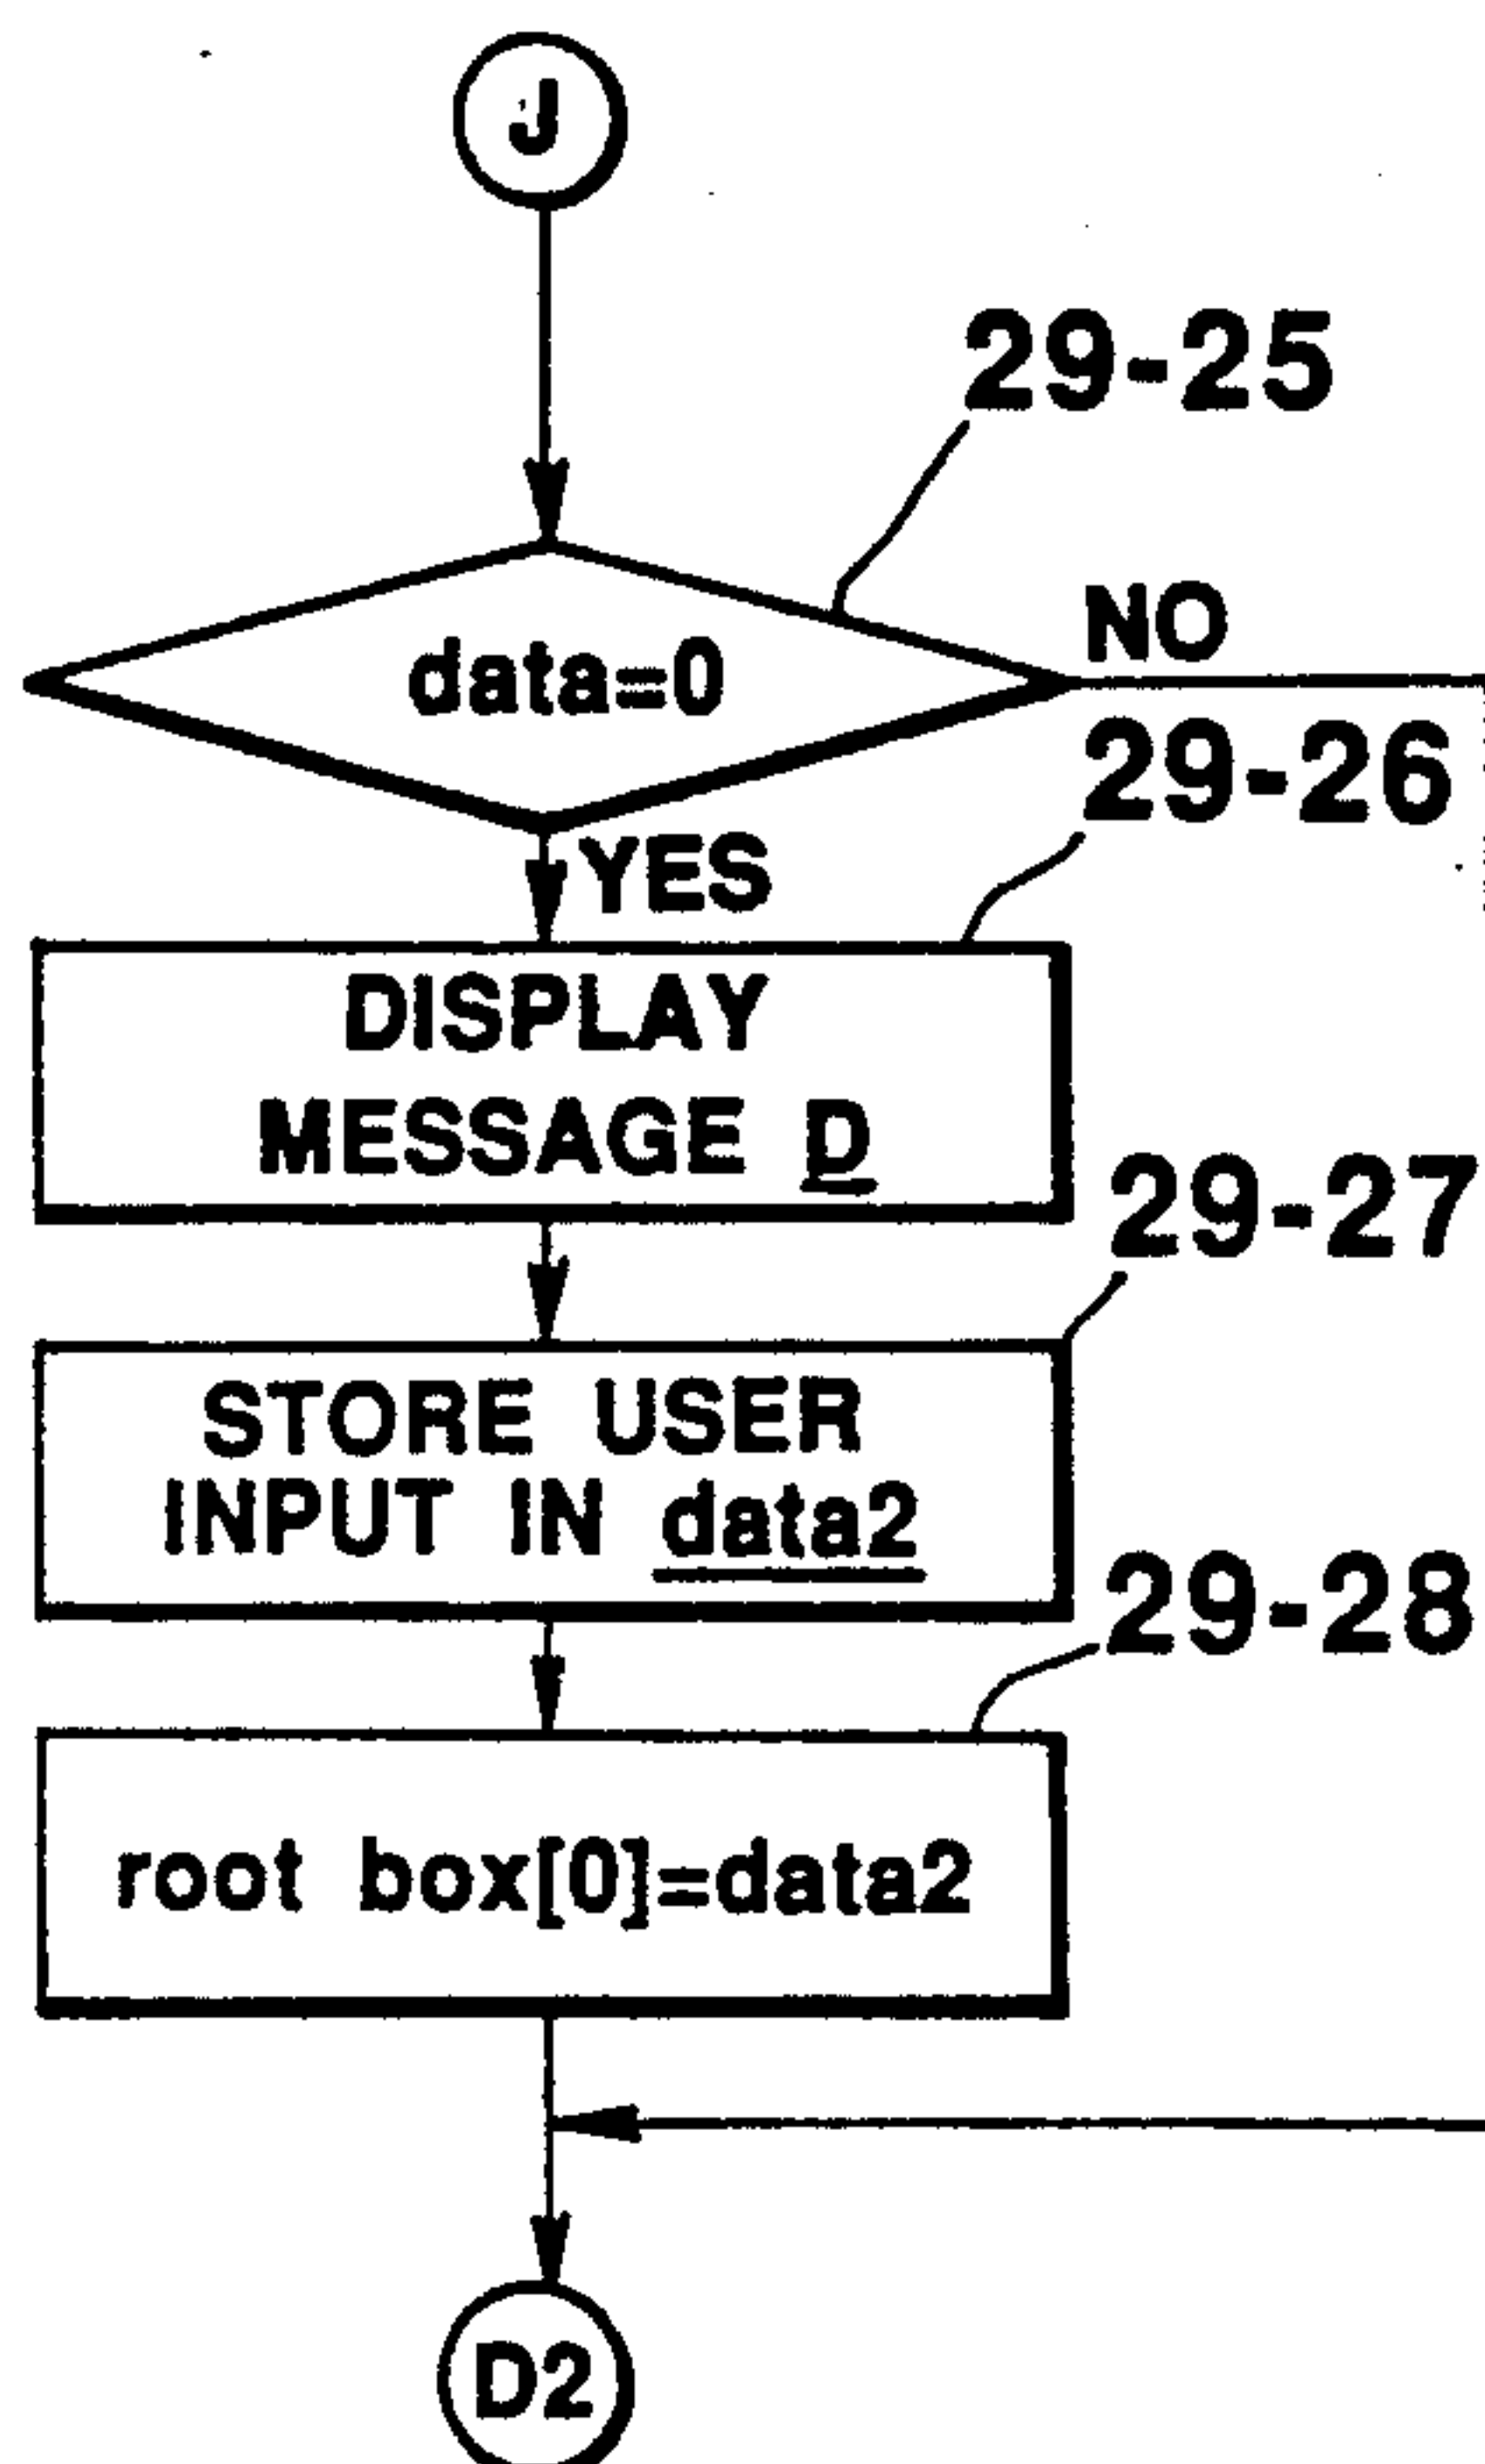 J
29-25
data=0
NO
29-26
YES
DISPLAY
MESSAGE D
29-27
STORE USER
INPUT IN data2
29-28
root box[0]=data2
D2